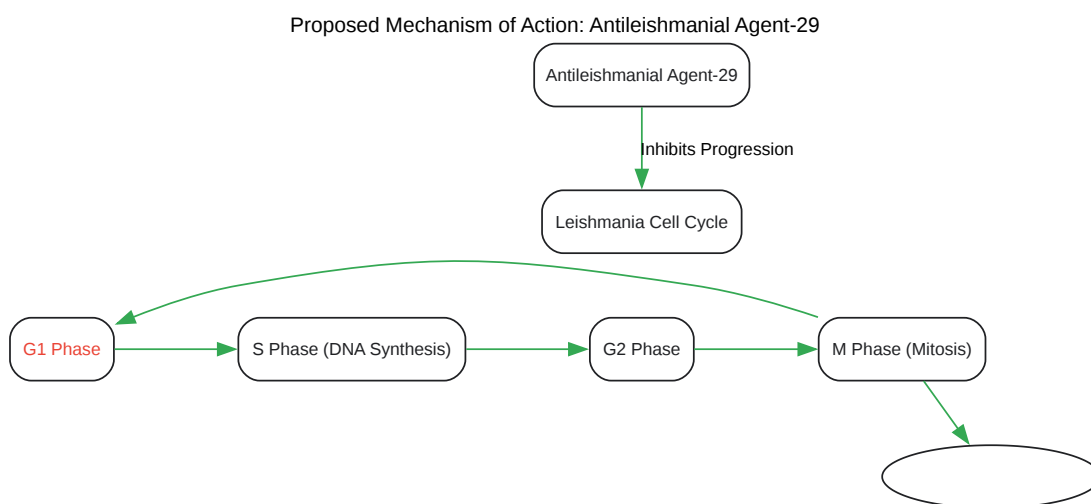 Proposed Mechanism of Action: Antileishmanial Agent-29
Antileishmanial Agent-29
Inhibits Progression
Leishmania Cell Cycle
G1 Phase
S Phase (DNA Synthesis)
G2 Phase
M Phase (Mitosis)